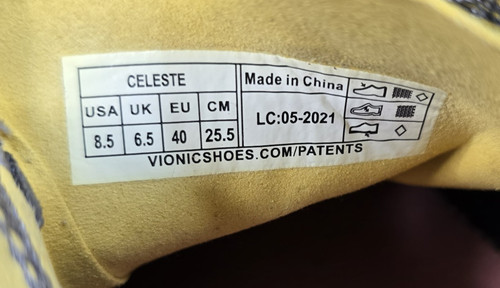 CELESTE
USA UK EU CM
8.5 6.5 40 25.5
Made in China
LC:05-2021
VIONICSHOES.COM/PATENTS